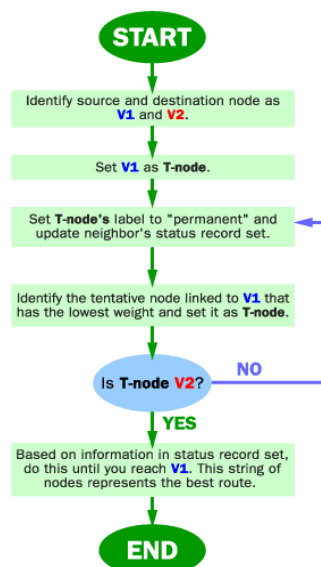 START
Identify source and destination node as
V1 and V2.
Set V1 as T-node.
Set T-node's label to "permanent" and
update neighbor's status record set.
Identify the tentative node linked to V1 that
has the lowest weight and set it as T-node.
Is T-node V2?
NO
YES
Based on information in status record set,
do this until you reach V1. This string of
nodes represents the best route.
END